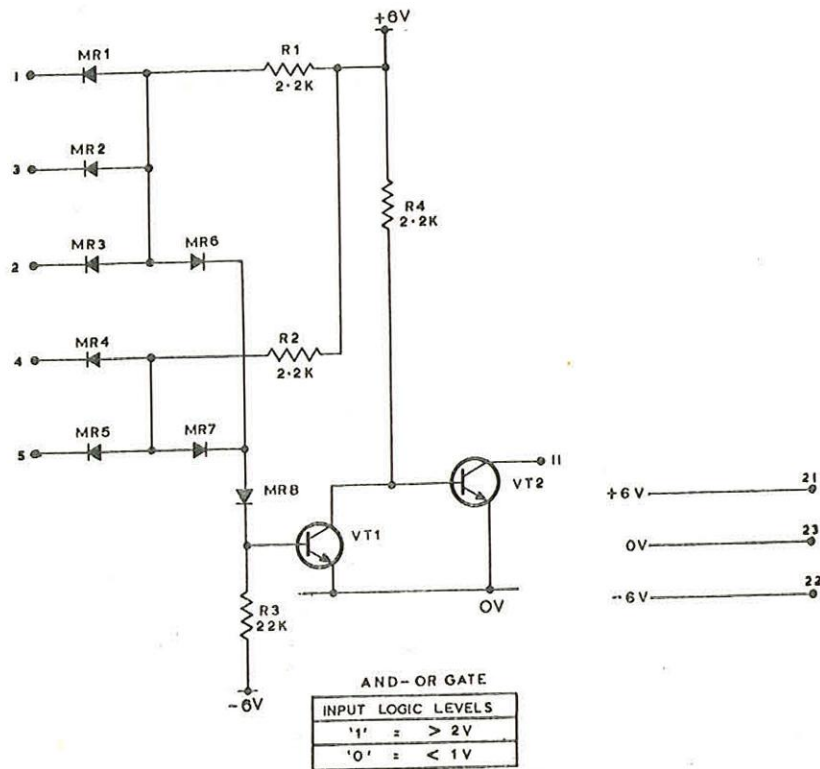 +6V
MR1
R1
1
2·2K
MR2
3
R4
2·2K
MR3
MR6
2
R2
MR4
4
2·2K
MR5
MR7
5
11
MR8
VT2
21
+6V
VT1
23
0V
22
-6V
R3
22K
0V
-6V
AND-OR GATE
INPUT LOGIC LEVELS
'1' = > 2V
'0' = < 1V